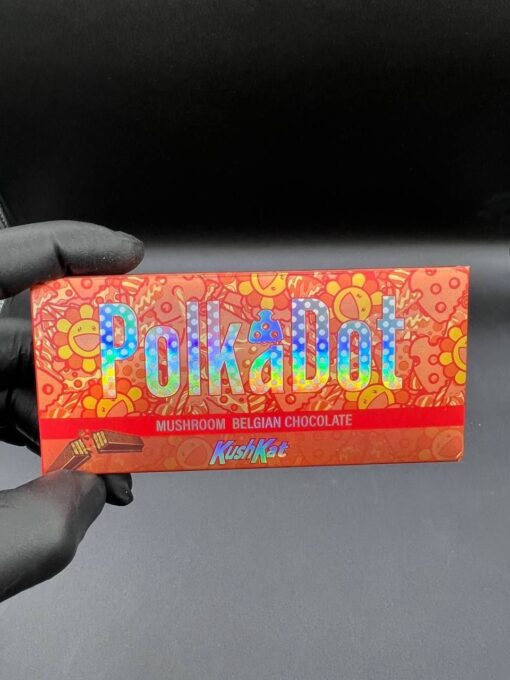 PolkaDot
MUSHROOM BELGIAN CHOCOLATE
KushKat